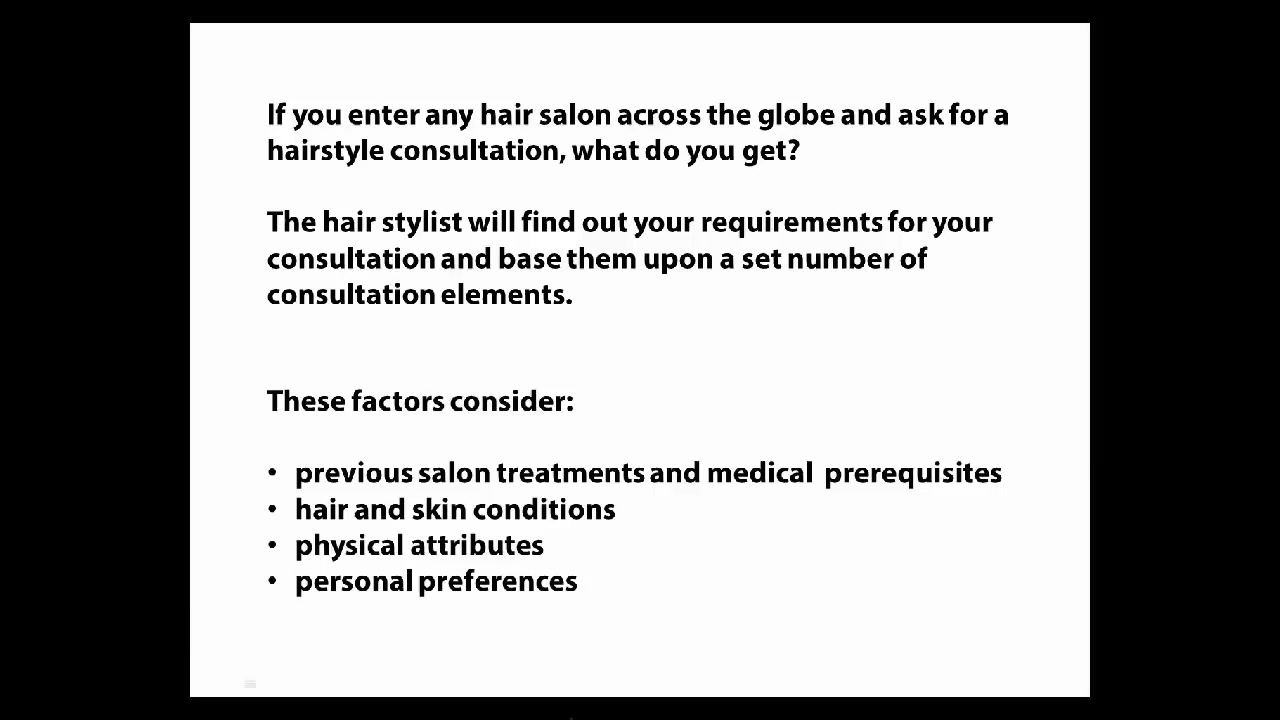 If you enter any hair salon across the globe and ask for a
hairstyle consultation, what do you get?
The hair stylist will find out your requirements for your
consultation and base them upon a set number of
consultation elements.
These factors consider:
• previous salon treatments and medical prerequisites
• hair and skin conditions
• physical attributes
• personal preferences